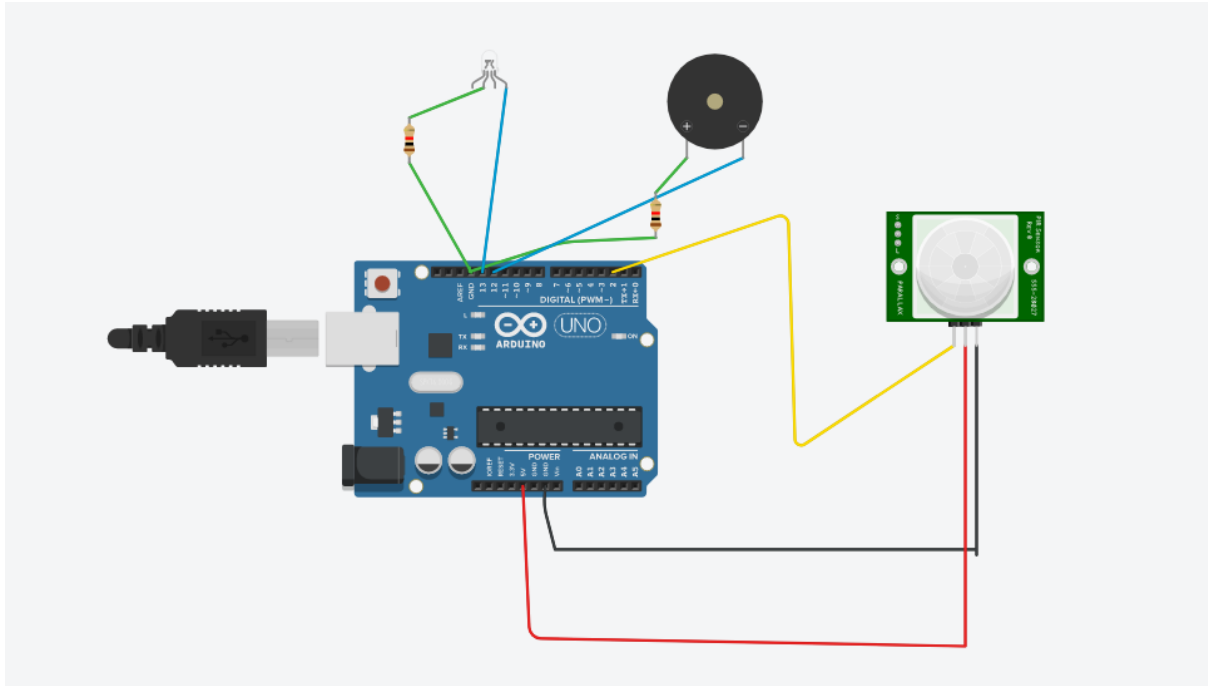 +
−
PIR Sensor
Rev B
555-28027
PARALLAX
AREF
GND
13
12
~11
~10
~9
8
7
~6
~5
4
~3
2
TX→1
RX←0
DIGITAL (PWM~)
L
TX
RX
ARDUINO
UNO
ON
POWER
ANALOG IN
IOREF
RESET
3.3V
5V
GND
GND
Vin
A0
A1
A2
A3
A4
A5